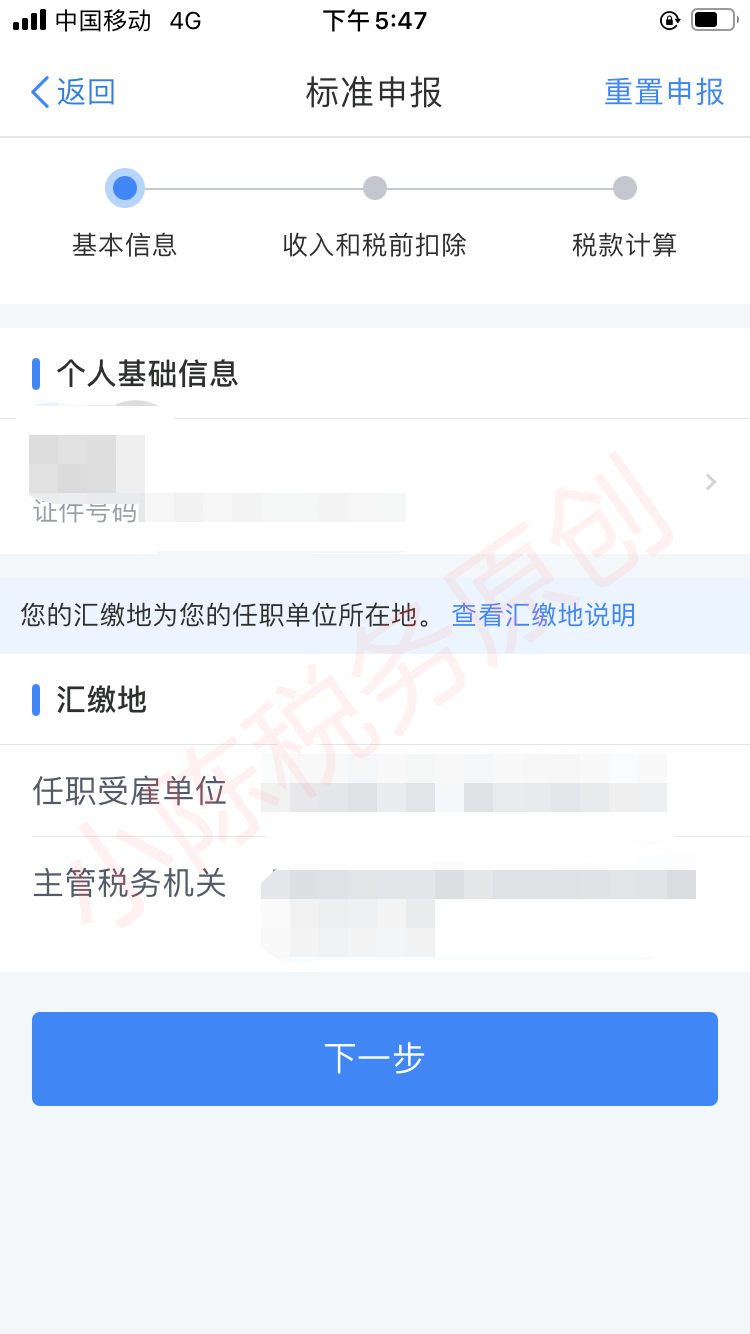 中国移动 4G 下午 5:47
返回 标准申报 重置申报
基本信息 收入和税前扣除 税款计算
个人基础信息
证件号码
您的汇缴地为您的任职单位所在地。 查看汇缴地说明
汇缴地
任职受雇单位
主管税务机关
下一步
小陈税务原创